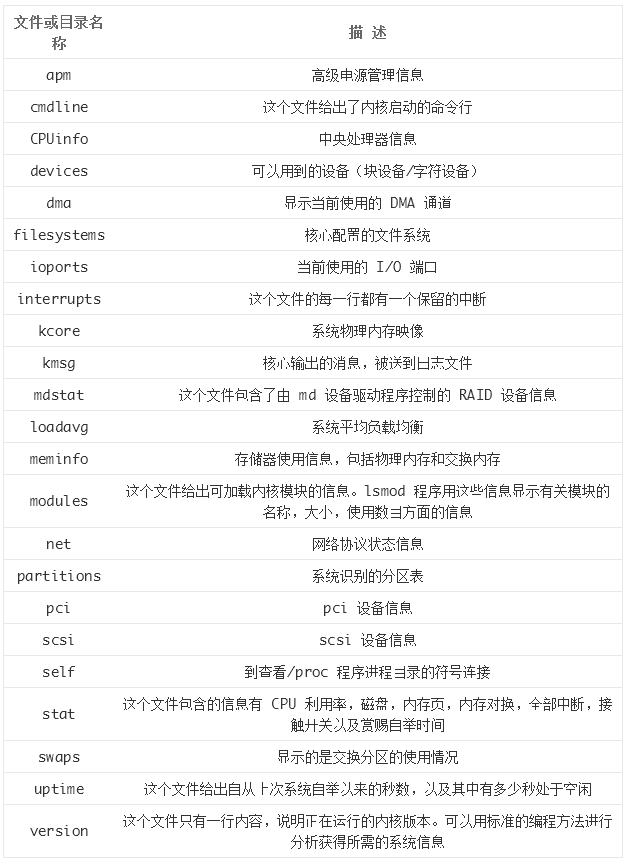 文件或目录名
称
描 述
apm
高级电源管理信息
cmdline
这个文件给出了内核启动的命令行
CPUinfo
中央处理器信息
devices
可以用到的设备（块设备/字符设备）
dma
显示当前使用的 DMA 通道
filesystems
核心配置的文件系统
ioports
当前使用的 I/O 端口
interrupts
这个文件的每一行都有一个保留的中断
kcore
系统物理内存映像
kmsg
核心输出的消息，被送到日志文件
mdstat
这个文件包含了由 md 设备驱动程序控制的 RAID 设备信息
loadavg
系统平均负载均衡
meminfo
存储器使用信息，包括物理内存和交换内存
modules
这个文件给出可加载内核模块的信息。lsmod 程序用这些信息显示有关模块的
名称，大小，使用数目方面的信息
net
网络协议状态信息
partitions
系统识别的分区表
pci
pci 设备信息
scsi
scsi 设备信息
self
到查看/proc 程序进程目录的符号连接
stat
这个文件包含的信息有 CPU 利用率，磁盘，内存页，内存对换，全部中断，接
触开关以及赏赐自举时间
swaps
显示的是交换分区的使用情况
uptime
这个文件给出自从上次系统自举以来的秒数，以及其中有多少秒处于空闲
version
这个文件只有一行内容，说明正在运行的内核版本。可以用标准的编程方法进行
分析获得所需的系统信息